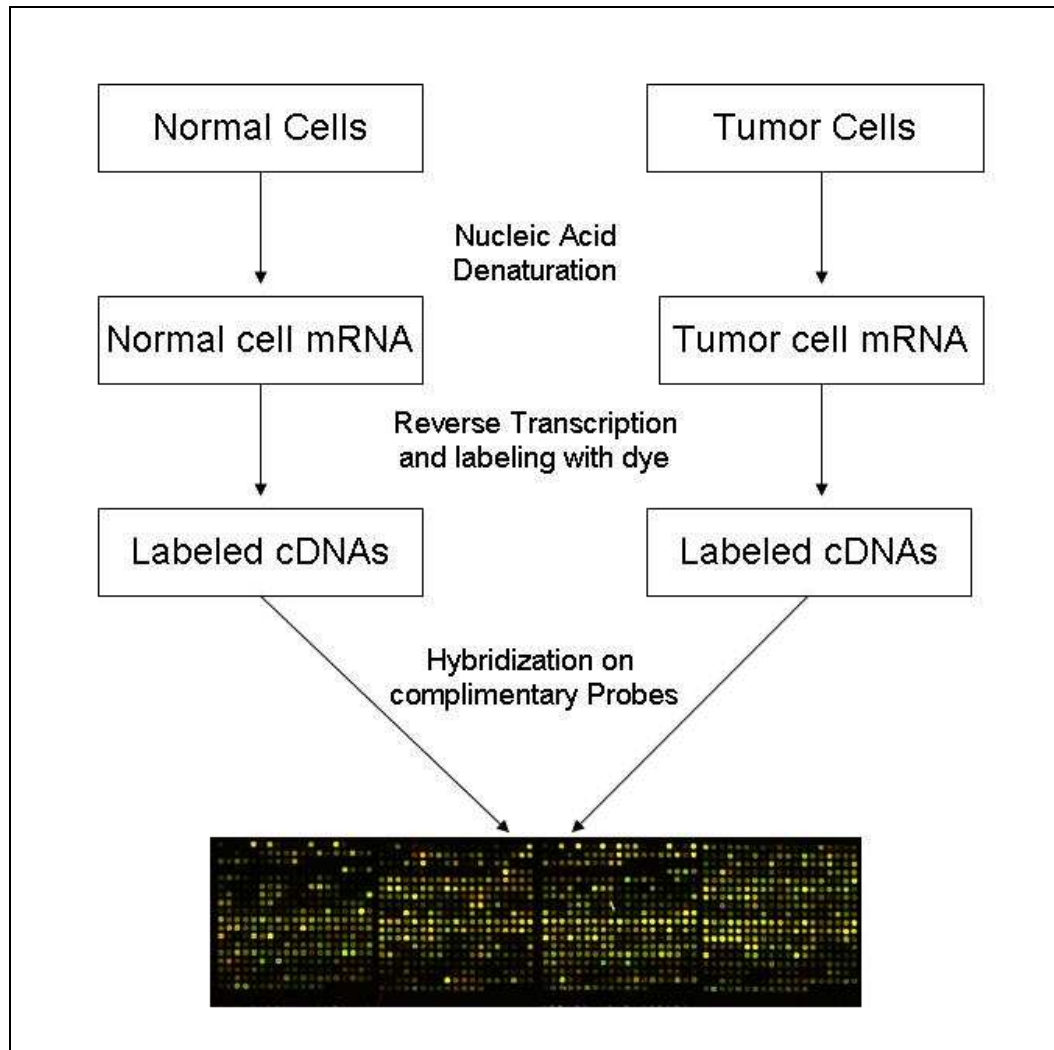 Normal Cells
Tumor Cells
Nucleic Acid
Denaturation
Normal cell mRNA
Tumor cell mRNA
Reverse Transcription
and labeling with dye
Labeled cDNAs
Labeled cDNAs
Hybridization on
complimentary Probes